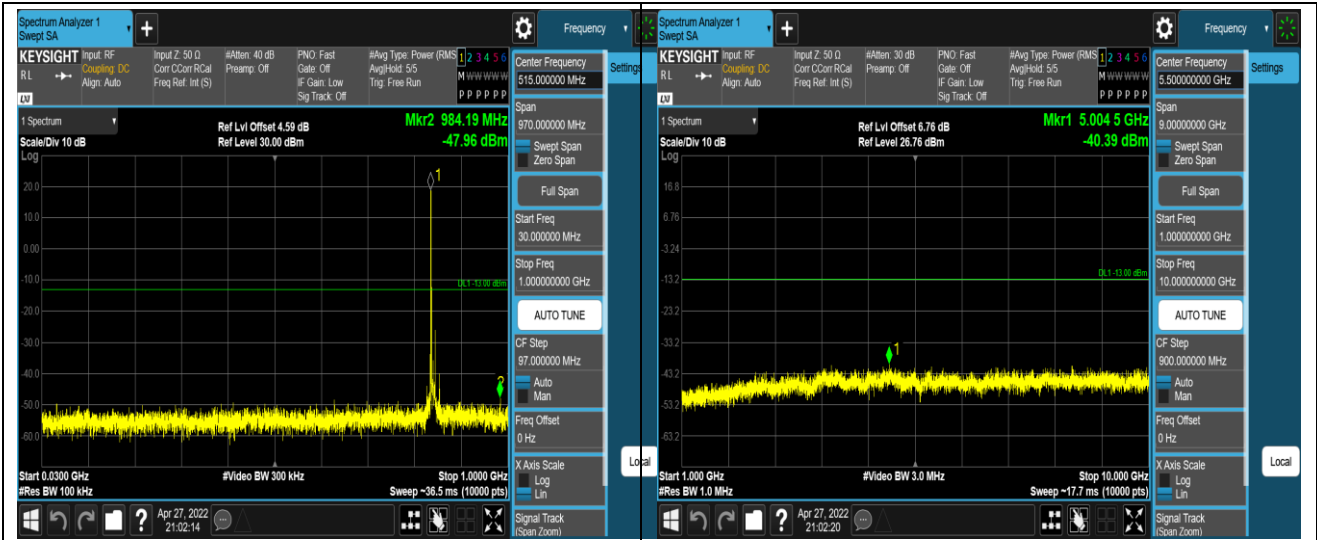 Spectrum Analyzer 1
Swept SA
+
Frequency
KEYSIGHT
RL
LXI
Input: RF
Coupling: DC
Align: Auto
Input Z: 50 Ω
Corr CCorr RCal
Freq Ref: Int (S)
#Atten: 40 dB
Preamp: Off
PNO: Fast
Gate: Off
IF Gain: Low
Sig Track: Off
#Avg Type: Power (RMS
Avg|Hold: 5/5
Trig: Free Run
1 2 3 4 5 6
M W W W W W
P P P P P P
1 Spectrum
Scale/Div 10 dB
Log
Ref Lvl Offset 4.59 dB
Ref Level 30.00 dBm
Mkr2 984.19 MHz
-47.96 dBm
20.0
10.0
0.00
-10.0
-20.0
-30.0
-40.0
-50.0
-60.0
1
2
DL1 -13.00 dBm
Start 0.0300 GHz
#Res BW 100 kHz
#Video BW 300 kHz
Stop 1.0000 GHz
Sweep ~36.5 ms (10000 pts)
?
Apr 27, 2022
21:02:14
Center Frequency
515.000000 MHz
Span
970.000000 MHz
Swept Span
Zero Span
Full Span
Start Freq
30.000000 MHz
Stop Freq
1.000000000 GHz
AUTO TUNE
CF Step
97.000000 MHz
Auto
Man
Freq Offset
0 Hz
X Axis Scale
Log
Lin
Signal Track
(Span Zoom)
Settings
Local
Spectrum Analyzer 1
Swept SA
+
Frequency
KEYSIGHT
RL
LXI
Input: RF
Coupling: DC
Align: Auto
Input Z: 50 Ω
Corr CCorr RCal
Freq Ref: Int (S)
#Atten: 30 dB
Preamp: Off
PNO: Fast
Gate: Off
IF Gain: Low
Sig Track: Off
#Avg Type: Power (RMS
Avg|Hold: 5/5
Trig: Free Run
1 2 3 4 5 6
M W W W W W
P P P P P P
1 Spectrum
Scale/Div 10 dB
Log
Ref Lvl Offset 6.76 dB
Ref Level 26.76 dBm
Mkr1 5.004 5 GHz
-40.39 dBm
16.8
6.76
-3.24
-13.2
-23.2
-33.2
-43.2
-53.2
-63.2
1
DL1 -13.00 dBm
Start 1.000 GHz
#Res BW 1.0 MHz
#Video BW 3.0 MHz
Stop 10.000 GHz
Sweep ~17.7 ms (10000 pts)
?
Apr 27, 2022
21:02:20
Center Frequency
5.500000000 GHz
Span
9.00000000 GHz
Swept Span
Zero Span
Full Span
Start Freq
1.000000000 GHz
Stop Freq
10.000000000 GHz
AUTO TUNE
CF Step
900.000000 MHz
Auto
Man
Freq Offset
0 Hz
X Axis Scale
Log
Lin
Signal Track
(Span Zoom)
Settings
Local